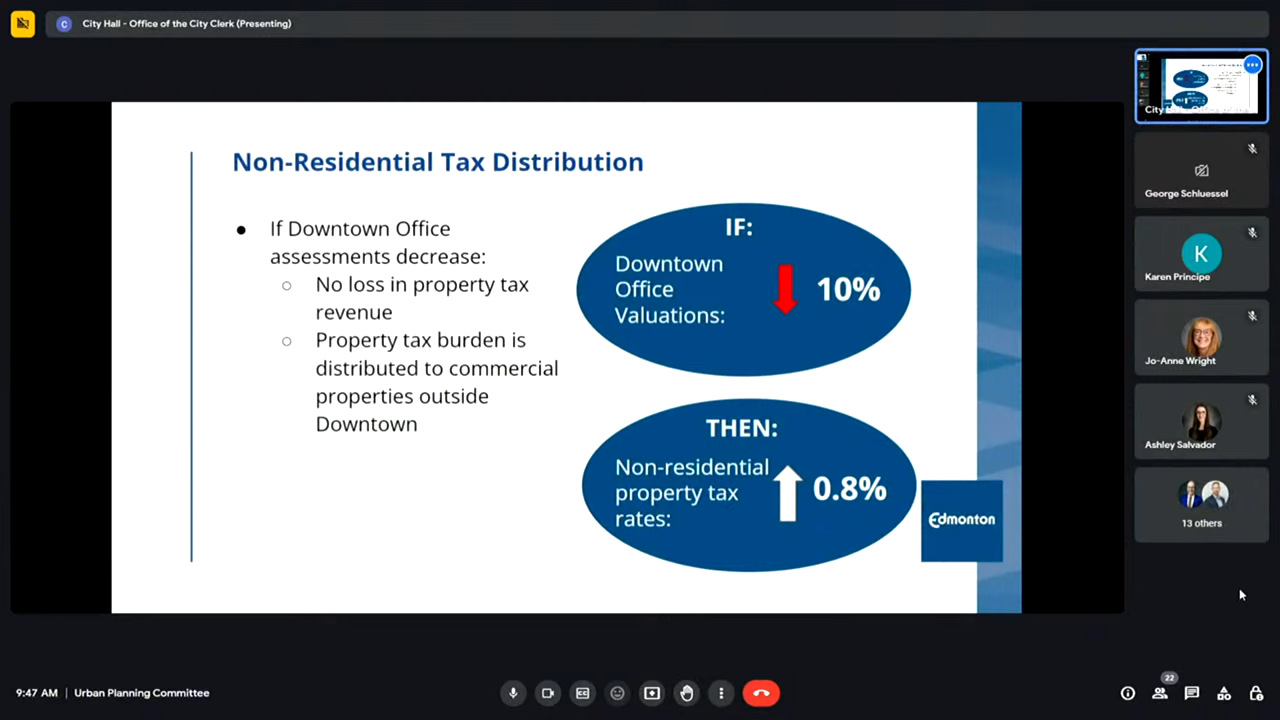 C
City Hall - Office of the City Clerk (Presenting)
Non-Residential Tax Distribution
● If Downtown Office
assessments decrease:
○ No loss in property tax
revenue
○ Property tax burden is
distributed to commercial
properties outside
Downtown
IF:
Downtown
Office
Valuations:
10%
THEN:
Non-residential
property tax
rates:
0.8%
Edmonton
George Schluessel
K
Karen Principe
Jo-Anne Wright
Ashley Salvador
13 others
9:47 AM | Urban Planning Committee
22